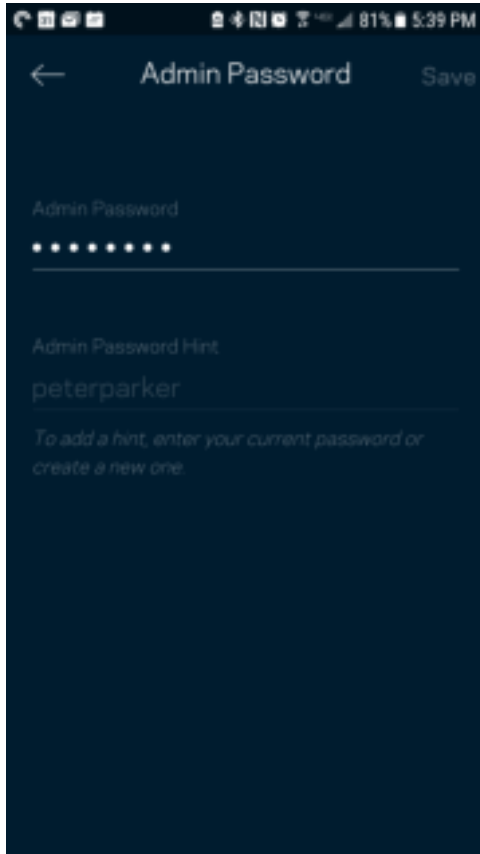 81% 5:39 PM
Admin Password Save
Admin Password
••••••••
Admin Password Hint
peterparker
To add a hint, enter your current password or
create a new one.